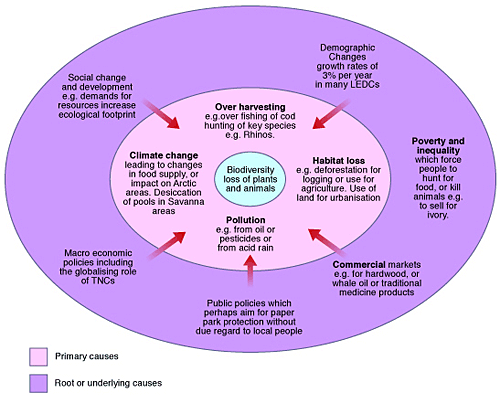 Social change
and development
e.g. demands for
resources increase
ecological footprint
Demographic
Changes
growth rates of
3% per year
in many LEDCs
Over harvesting
e.g.over fishing of cod
hunting of key species
e.g. Rhinos.
Climate change
leading to changes
in food supply, or
impact on Arctic
areas. Desiccation
of pools in Savanna
areas
Biodiversity
loss of plants
and animals
Habitat loss
e.g. deforestation for
logging or use for
agriculture. Use of
land for urbanisation
Poverty and
inequality
which force
people to
hunt for
food, or kill
animals e.g.
to sell for
ivory.
Pollution
e.g. from oil or
pesticides or
from acid rain
Macro economic
policies including
the globalising role
of TNCs
Commercial markets
e.g. for hardwood, or
whale oil or traditional
medicine products
Public policies which
perhaps aim for paper
park protection without
due regard to local people
Primary causes
Root or underlying causes